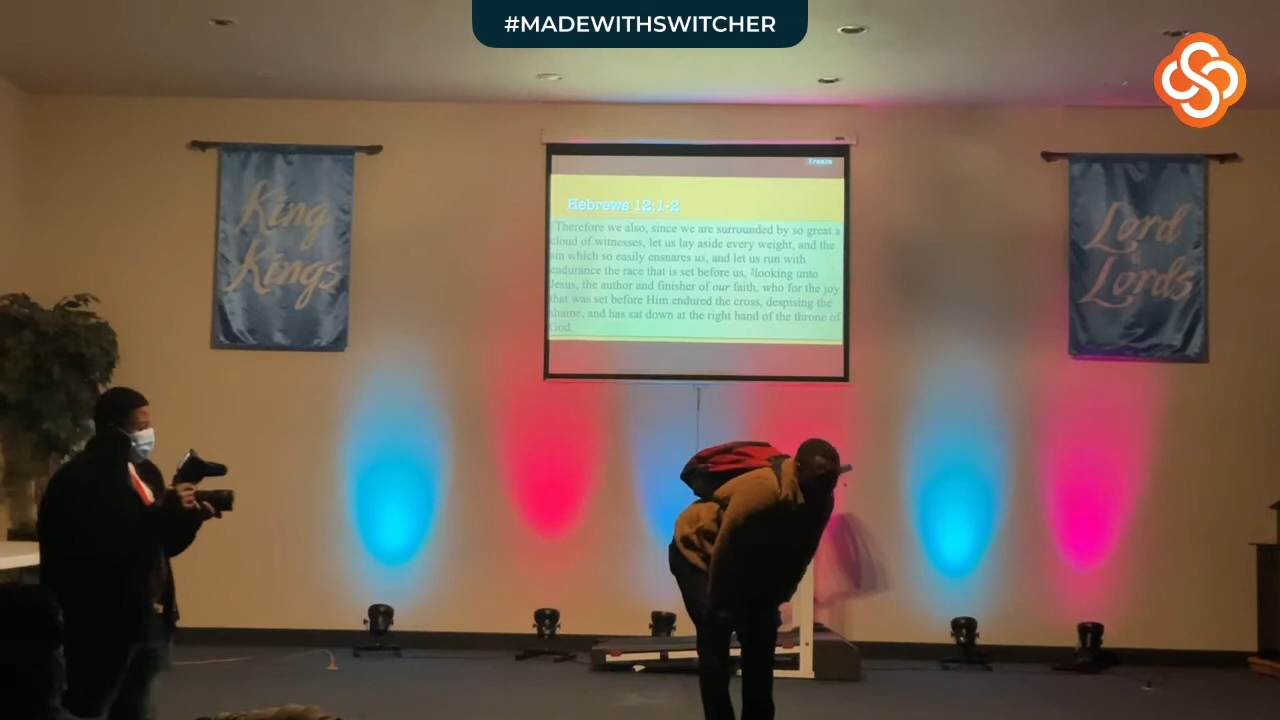 #MADEWITHSWITCHER
Freeze
King
Kings
Hebrews 12:1-2
Therefore we also, since we are surrounded by so great a
cloud of witnesses, let us lay aside every weight, and the
sin which so easily ensnares us, and let us run with
endurance the race that is set before us, ²looking unto
Jesus, the author and finisher of our faith, who for the joy
that was set before Him endured the cross, despising the
shame, and has sat down at the right hand of the throne of
God.
Lord
Lords